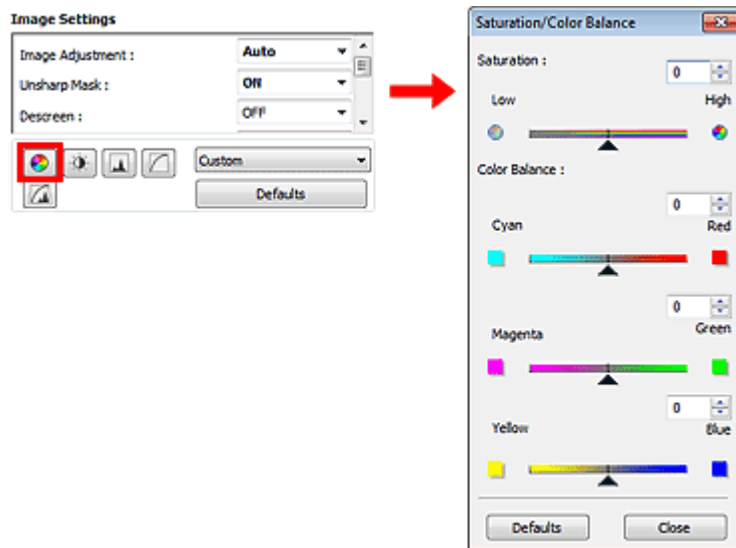 Image Settings
Image Adjustment : Auto
Unsharp Mask : ON
Descreen : OFF
Custom
Defaults
Saturation/Color Balance
Saturation :
0
Low High
Color Balance :
0
Cyan Red
0
Magenta Green
0
Yellow Blue
Defaults Close